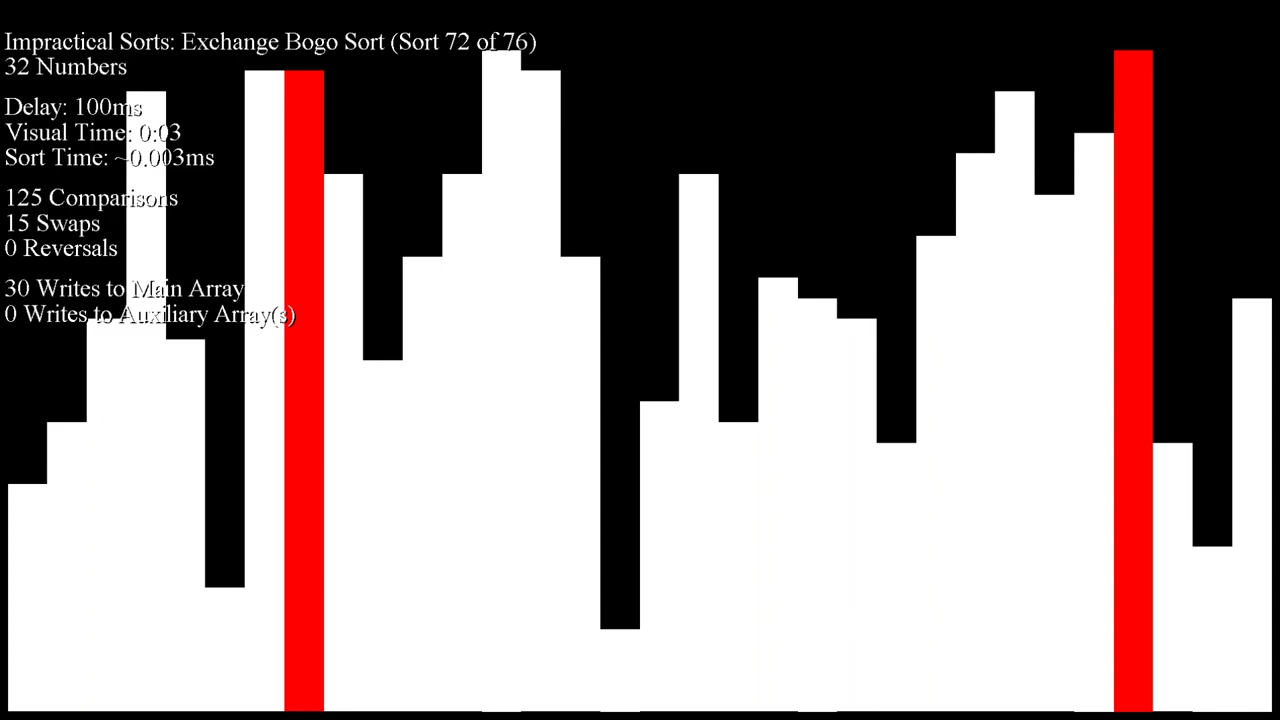 Impractical Sorts: Exchange Bogo Sort (Sort 72 of 76)
32 Numbers
Delay: 100ms
Visual Time: 0:03
Sort Time: ~0.003ms
125 Comparisons
15 Swaps
0 Reversals
30 Writes to Main Array
0 Writes to Auxiliary Array(s)